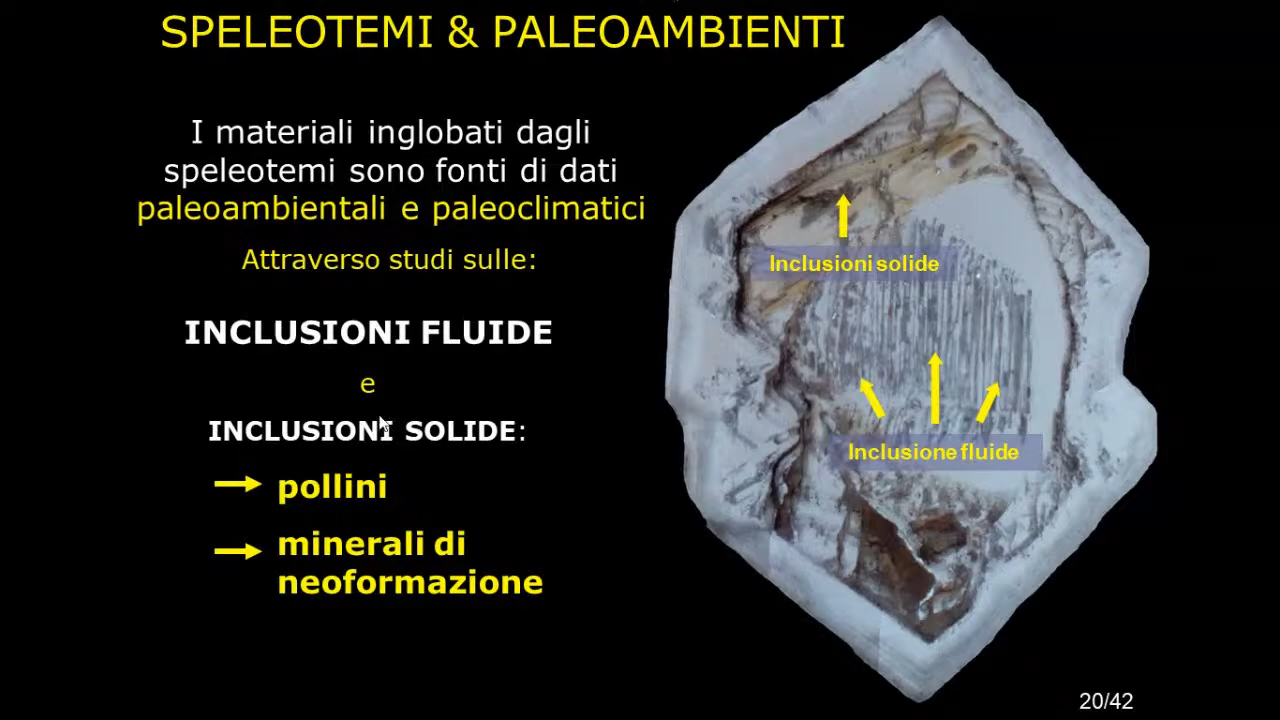 SPELEOTEMI & PALEOAMBIENTI
I materiali inglobati dagli
speleotemi sono fonti di dati
paleoambientali e paleoclimatici
Attraverso studi sulle:
INCLUSIONI FLUIDE
e
INCLUSIONI SOLIDE:
pollini
minerali di
neoformazione
Inclusioni solide
Inclusione fluide
20/42